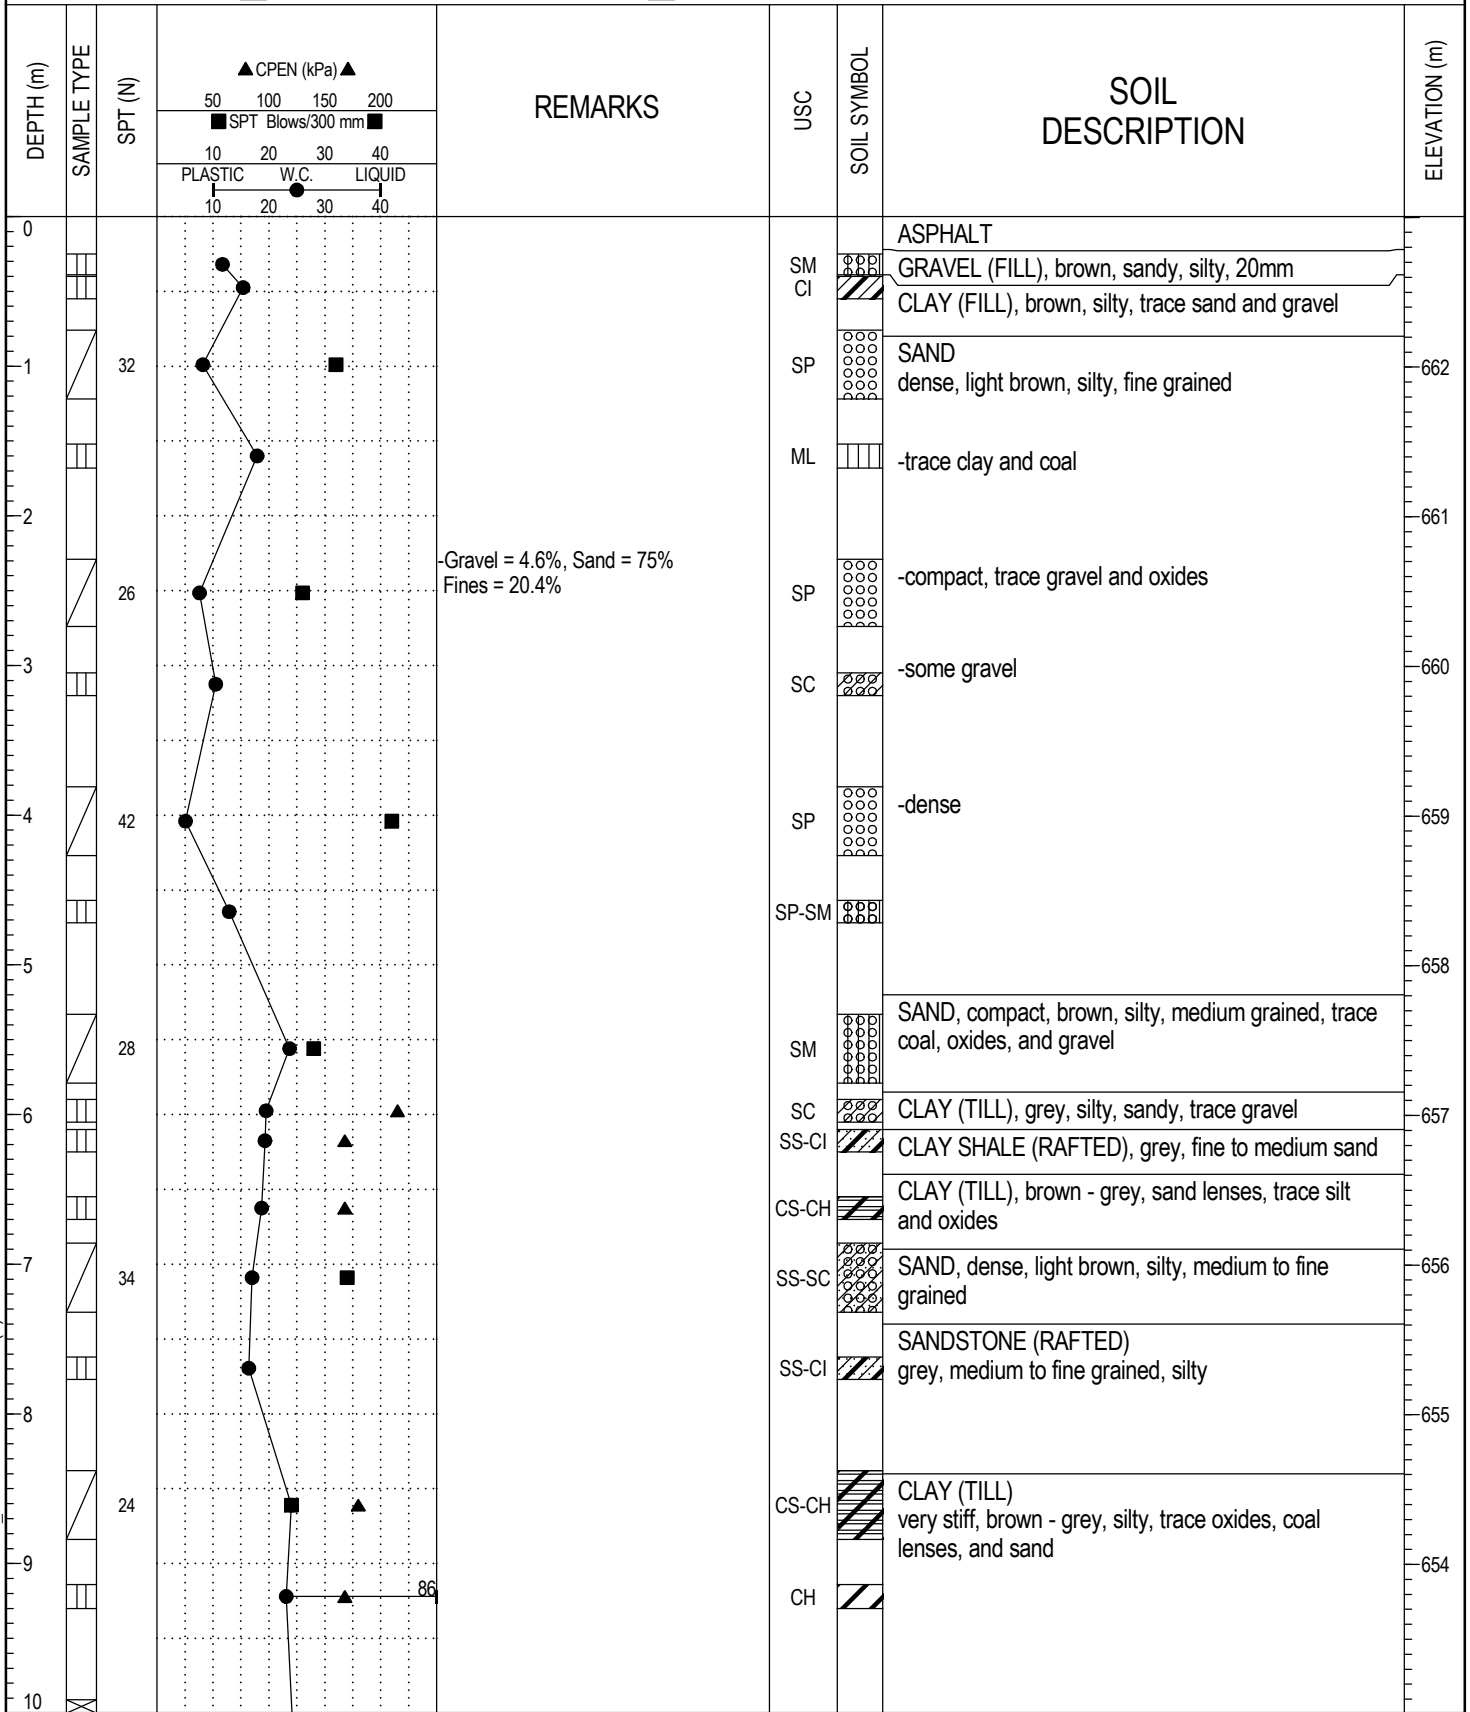 DEPTH (m)
SAMPLE TYPE
SPT (N)
▲ CPEN (kPa) ▲
50 100 150 200
■ SPT Blows/300 mm ■
10 20 30 40
PLASTIC W.C. LIQUID
10 20 30 40
REMARKS
USC
SOIL SYMBOL
SOIL
DESCRIPTION
ELEVATION (m)
0
ASPHALT
SM GRAVEL (FILL), brown, sandy, silty, 20mm
CI
CLAY (FILL), brown, silty, trace sand and gravel
SAND
1 32 SP 662
dense, light brown, silty, fine grained
ML -trace clay and coal
2 661
-Gravel = 4.6%, Sand = 75%
Fines = 20.4%
-compact, trace gravel and oxides
26 SP
3 -some gravel 660
SC
-dense
4 42 SP 659
SP-SM
5 658
SAND, compact, brown, silty, medium grained, trace
coal, oxides, and gravel
28 SM
6 SC CLAY (TILL), grey, silty, sandy, trace gravel 657
SS-CI CLAY SHALE (RAFTED), grey, fine to medium sand
CLAY (TILL), brown - grey, sand lenses, trace silt
CS-CH
and oxides
7 SAND, dense, light brown, silty, medium to fine 656
34 SS-SC
grained
SANDSTONE (RAFTED)
SS-CI grey, medium to fine grained, silty
8 655
CLAY (TILL)
24 CS-CH
very stiff, brown - grey, silty, trace oxides, coal
lenses, and sand
9 654
86
CH
10